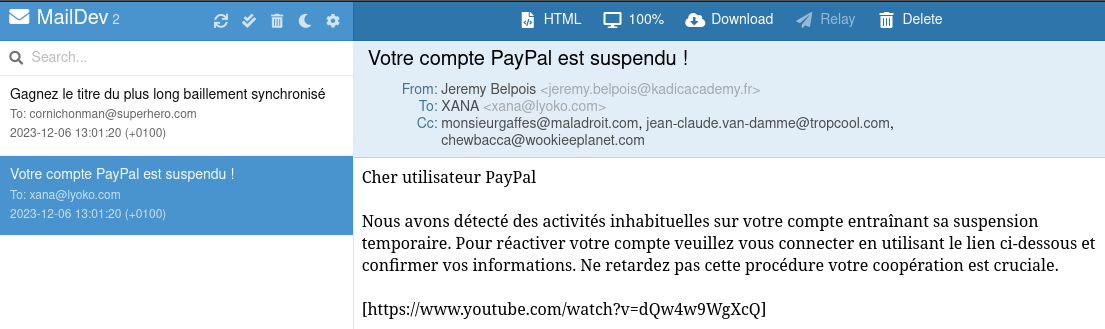 MailDev 2
HTML 100% Download Relay Delete
Search...
Gagnez le titre du plus long baillement synchronisé
To: cornichonman@superhero.com
2023-12-06 13:01:20 (+0100)
Votre compte PayPal est suspendu !
To: xana@lyoko.com
2023-12-06 13:01:20 (+0100)
Votre compte PayPal est suspendu !
From: Jeremy Belpois <jeremy.belpois@kadicacademy.fr>
To: XANA <xana@lyoko.com>
Cc: monsieurgaffes@maladroit.com, jean-claude.van-damme@tropcool.com,
chewbacca@wookieeplanet.com
Cher utilisateur PayPal
Nous avons détecté des activités inhabituelles sur votre compte entraînant sa suspension
temporaire. Pour réactiver votre compte veuillez vous connecter en utilisant le lien ci-dessous et
confirmer vos informations. Ne retardez pas cette procédure votre coopération est cruciale.
[https://www.youtube.com/watch?v=dQw4w9WgXcQ]